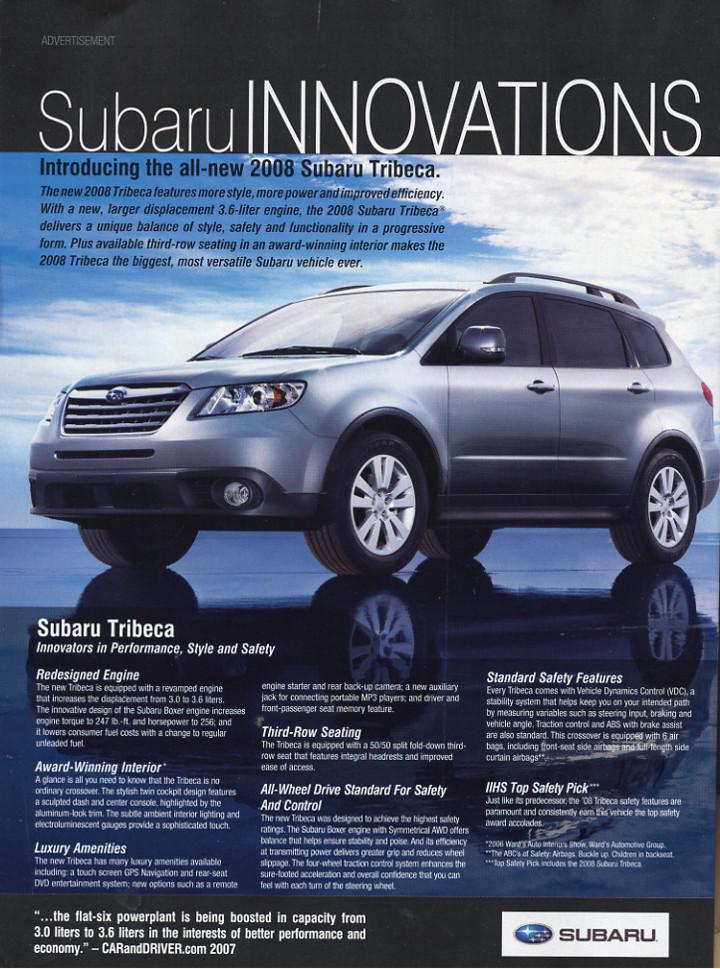 ADVERTISEMENT
Subaru INNOVATIONS
Introducing the all-new 2008 Subaru Tribeca.
The new 2008 Tribeca features more style, more power and improved efficiency.
With a new, larger displacement 3.6-liter engine, the 2008 Subaru Tribeca®
delivers a unique balance of style, safety and functionality in a progressive
form. Plus available third-row seating in an award-winning interior makes the
2008 Tribeca the biggest, most versatile Subaru vehicle ever.
Subaru Tribeca
Innovators in Performance, Style and Safety
Redesigned Engine
The new Tribeca is equipped with a revamped engine
that increases the displacement from 3.0 to 3.6 liters.
The innovative design of the Subaru Boxer engine increases
engine torque to 247 lb.-ft. and horsepower to 256; and
it lowers consumer fuel costs with a change to regular
unleaded fuel.
Award-Winning Interior*
A glance is all you need to know that the Tribeca is no
ordinary crossover. The stylish twin cockpit design features
a sculpted dash and center console, highlighted by the
aluminum-look trim. The subtle ambient interior lighting and
electroluminescent gauges provide a sophisticated touch.
Luxury Amenities
The new Tribeca has many luxury amenities available
including: a touch screen GPS Navigation and rear-seat
DVD entertainment system; new options such as a remote
engine starter and rear back-up camera; a new auxiliary
jack for connecting portable MP3 players; and driver and
front-passenger seat memory feature.
Third-Row Seating
The Tribeca is equipped with a 50/50 split fold-down third-
row seat that features integral headrests and improved
ease of access.
All-Wheel Drive Standard For Safety
And Control
The new Tribeca was designed to achieve the highest safety
ratings. The Subaru Boxer engine with Symmetrical AWD offers
balance that helps ensure stability and poise. And its efficiency
at transmitting power delivers greater grip and reduces wheel
slippage. The four-wheel traction control system enhances the
sure-footed acceleration and overall confidence that you can
feel with each turn of the steering wheel.
Standard Safety Features
Every Tribeca comes with Vehicle Dynamics Control (VDC), a
stability system that helps keep you on your intended path
by measuring variables such as steering input, braking and
vehicle angle. Traction control and ABS with brake assist
are also standard. This crossover is equipped with 6 air
bags, including front-seat side airbags and full-length side
curtain airbags**.
IIHS Top Safety Pick***
Just like its predecessor, the '08 Tribeca safety features are
paramount and consistently earn this vehicle the top safety
award accolades.
*2006 Ward's Auto Interiors Show, Ward's Automotive Group.
**The ABC's of Safety: Airbags. Buckle up. Children in backseat.
***Top Safety Pick includes the 2008 Subaru Tribeca.
“...the flat-six powerplant is being boosted in capacity from
3.0 liters to 3.6 liters in the interests of better performance and
economy.” – CARandDRIVER.com 2007
SUBARU.